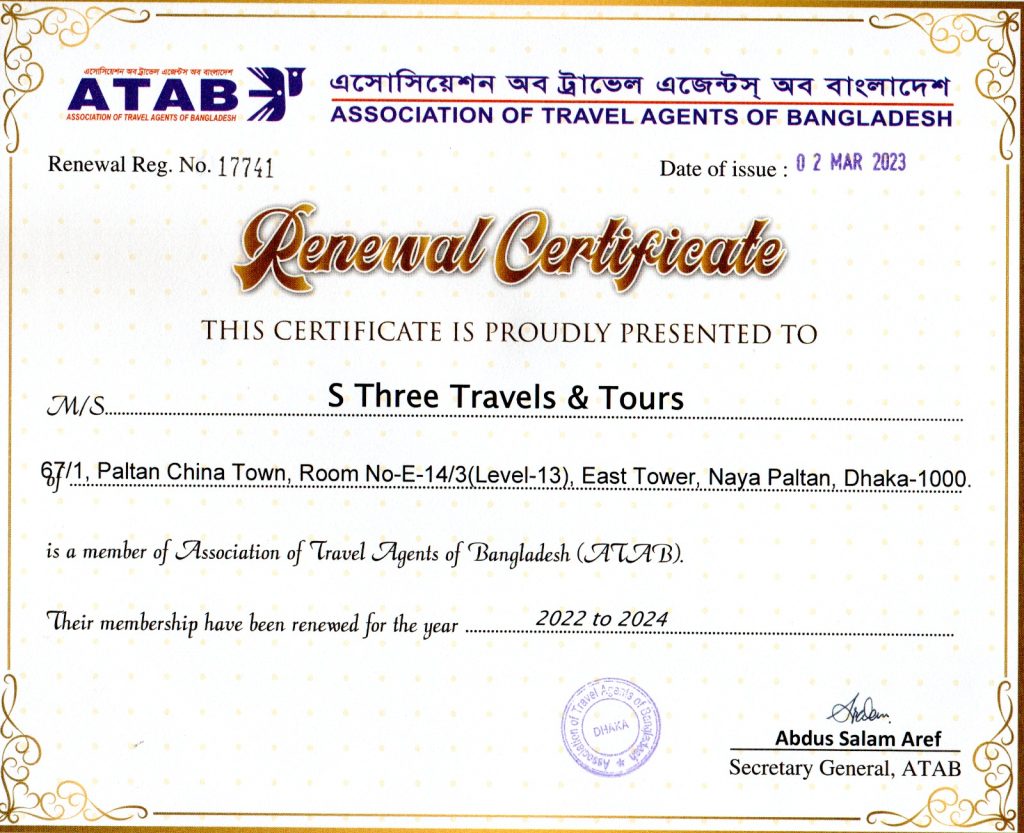 এসোসিয়েশন অব ট্রাভেল এজেন্টস অব বাংলাদেশ
ATAB
ASSOCIATION OF TRAVEL AGENTS OF BANGLADESH
এসোসিয়েশন অব ট্রাভেল এজেন্টস্ অব বাংলাদেশ
ASSOCIATION OF TRAVEL AGENTS OF BANGLADESH
Renewal Reg. No. 17741
Date of issue : 02 MAR 2023
Renewal Certificate
THIS CERTIFICATE IS PROUDLY PRESENTED TO
M/S. S Three Travels & Tours
of 67/1, Paltan China Town, Room No-E-14/3(Level-13), East Tower, Naya Paltan, Dhaka-1000.
is a member of Association of Travel Agents of Bangladesh (ATAB).
Their membership have been renewed for the year 2022 to 2024
Association of Travel Agents of Bangladesh
DHAKA
Abdus Salam Aref
Secretary General, ATAB